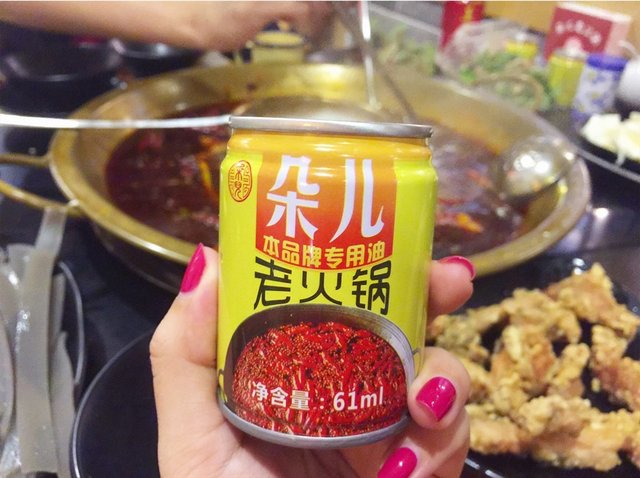 朵儿
本品牌专用油
老火锅
净含量：61ml